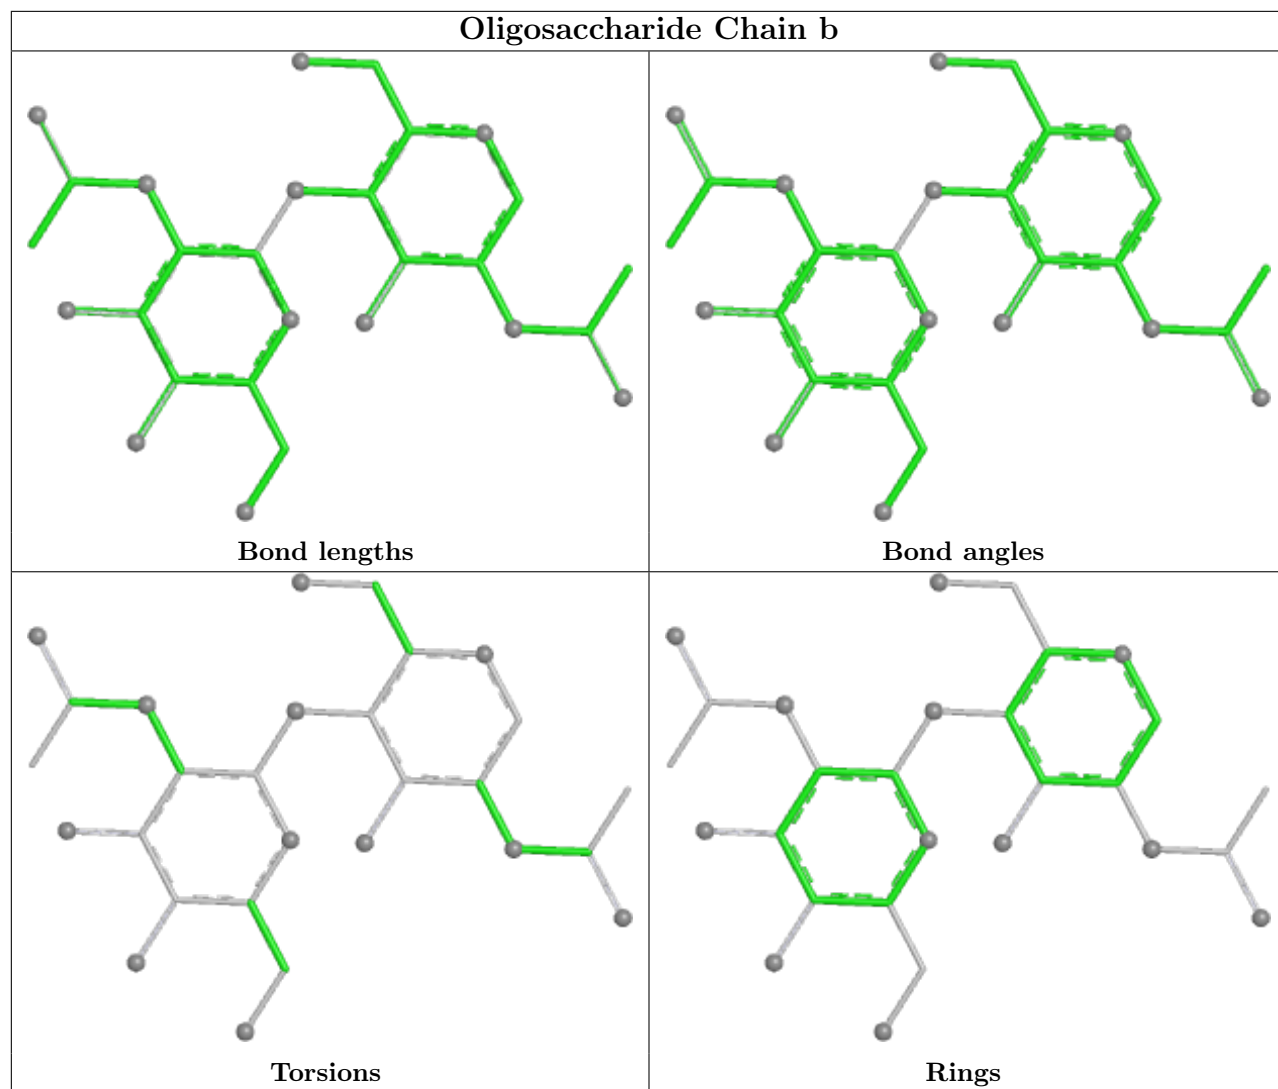 Oligosaccharide Chain b
Bond lengths
Bond angles
Torsions
Rings